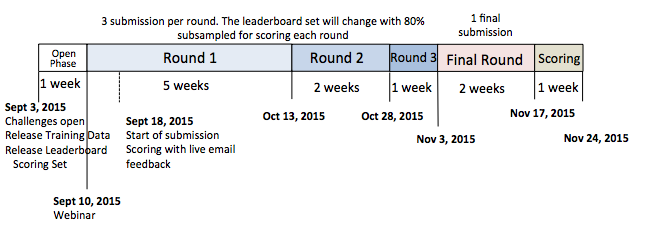 3 submission per round. The leaderboard set will change with 80%
subsampled for scoring each round
1 final
submission
Open
Phase
Round 1
Round 2
Round 3
Final Round
Scoring
1 week
5 weeks
2 weeks
1 week
2 weeks
1 week
Sept 3, 2015
Challenges open
Release Training Data
Release Leaderboard
Scoring Set
Sept 18, 2015
Start of submission
Scoring with live email
feedback
Oct 13, 2015
Oct 28, 2015
Nov 3, 2015
Nov 17, 2015
Nov 24, 2015
Sept 10, 2015
Webinar